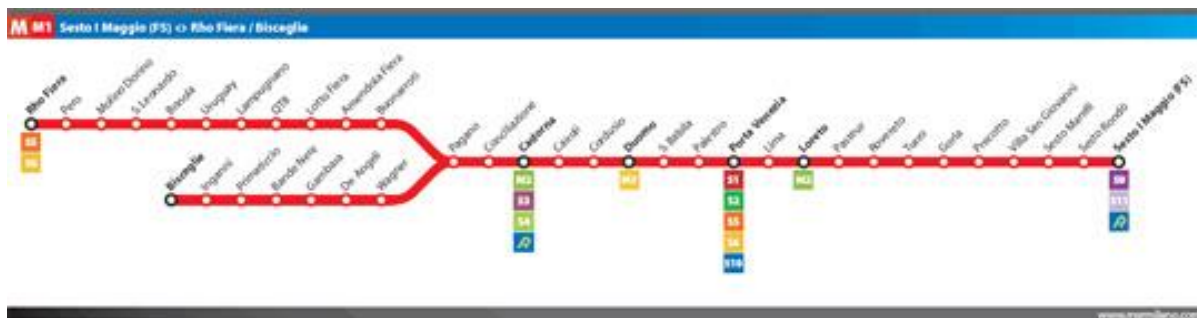 M M1 Sesto I Maggio (FS) <> Rho Fiera / Bisceglie
Rho Fiera
Pero
Molino Dorino
S. Leonardo
Bonola
Uruguay
Lampugnano
QT8
Lotto Fiera
Amendola Fiera
Buonarroti
Bisceglie
Inganni
Primaticcio
Bande Nere
Gambara
De Angeli
Wagner
Pagano
Conciliazione
Cadorna
Cairoli
Cordusio
Duomo
S. Babila
Palestro
Porta Venezia
Lima
Loreto
Pasteur
Rovereto
Turro
Gorla
Precotto
Villa San Giovanni
Sesto Marelli
Sesto Rondò
Sesto I Maggio (FS)
S5
S6
M2
S3
S4
M3
S1
S2
S5
S6
S10
M2
S9
S11